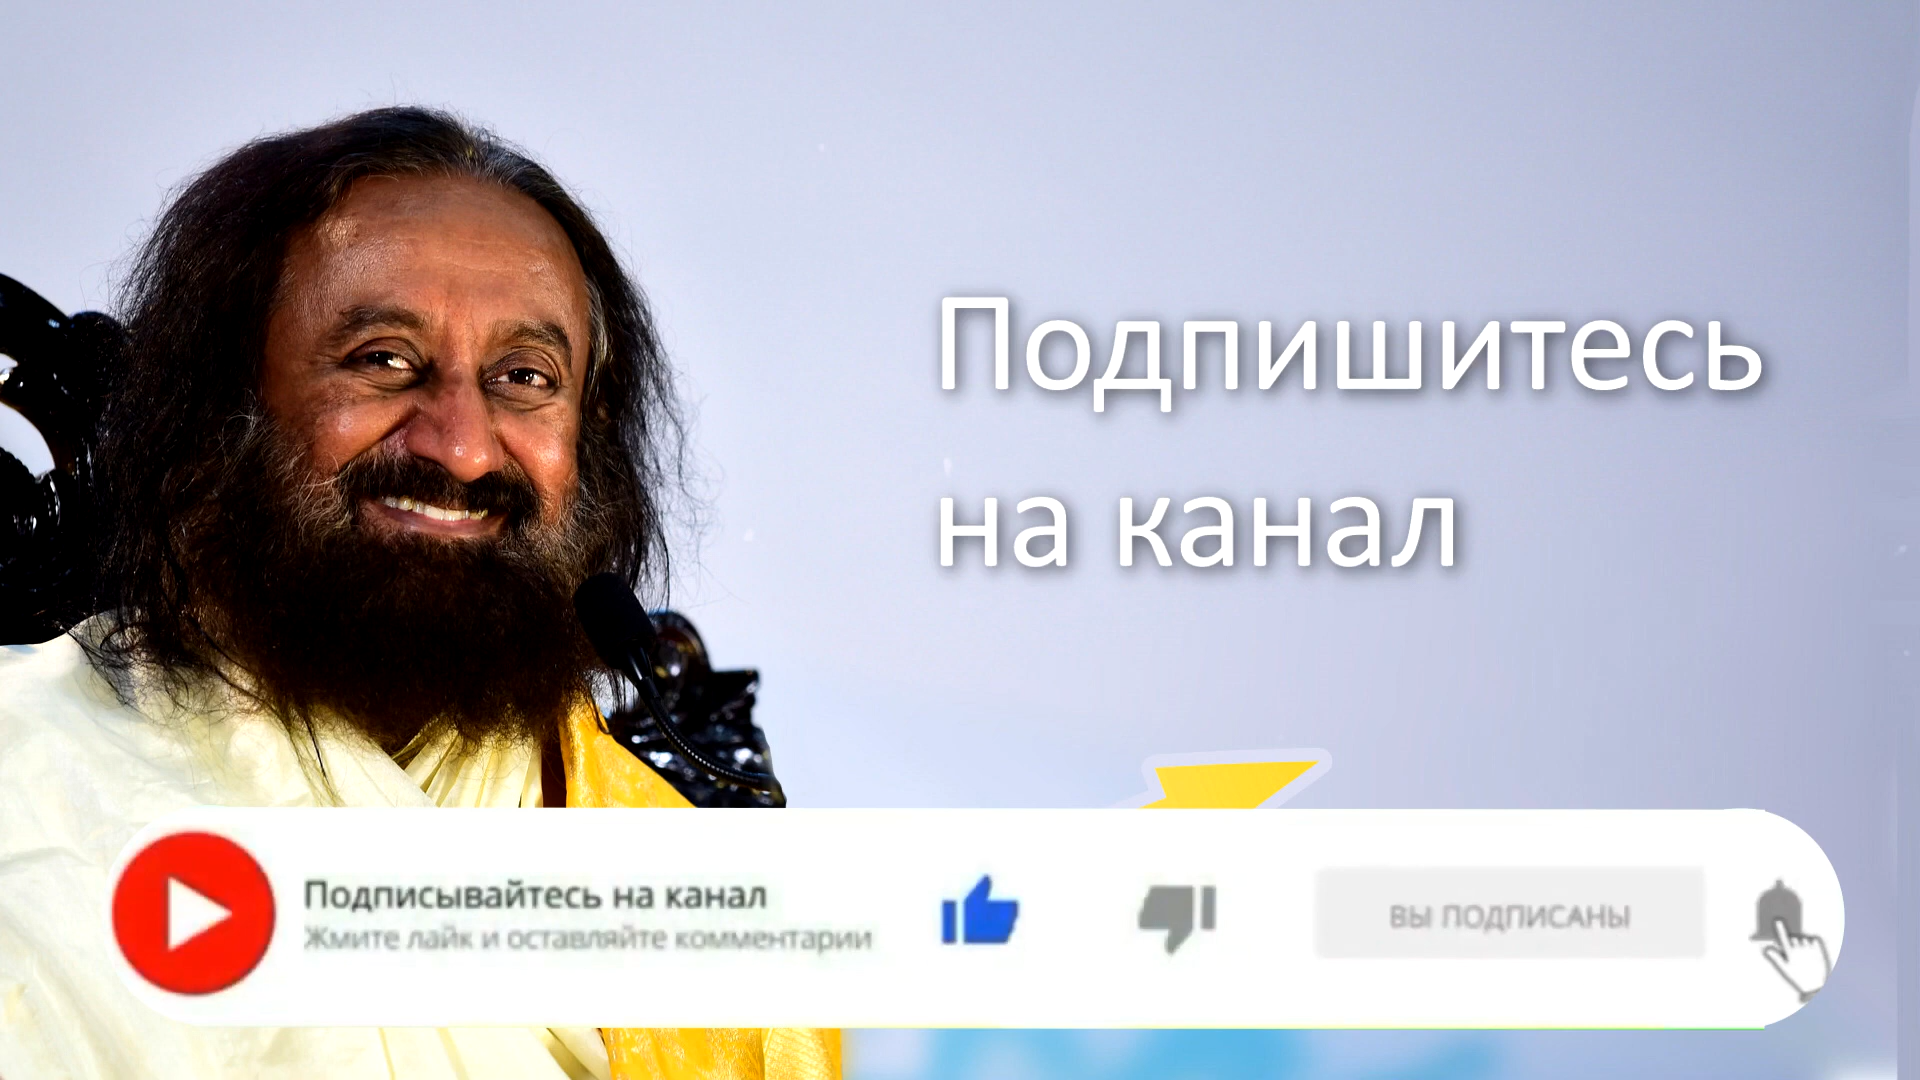 Подпишитесь
на канал
Подписывайтесь на канал
Жмите лайк и оставляйте комментарии
ВЫ ПОДПИСАНЫ